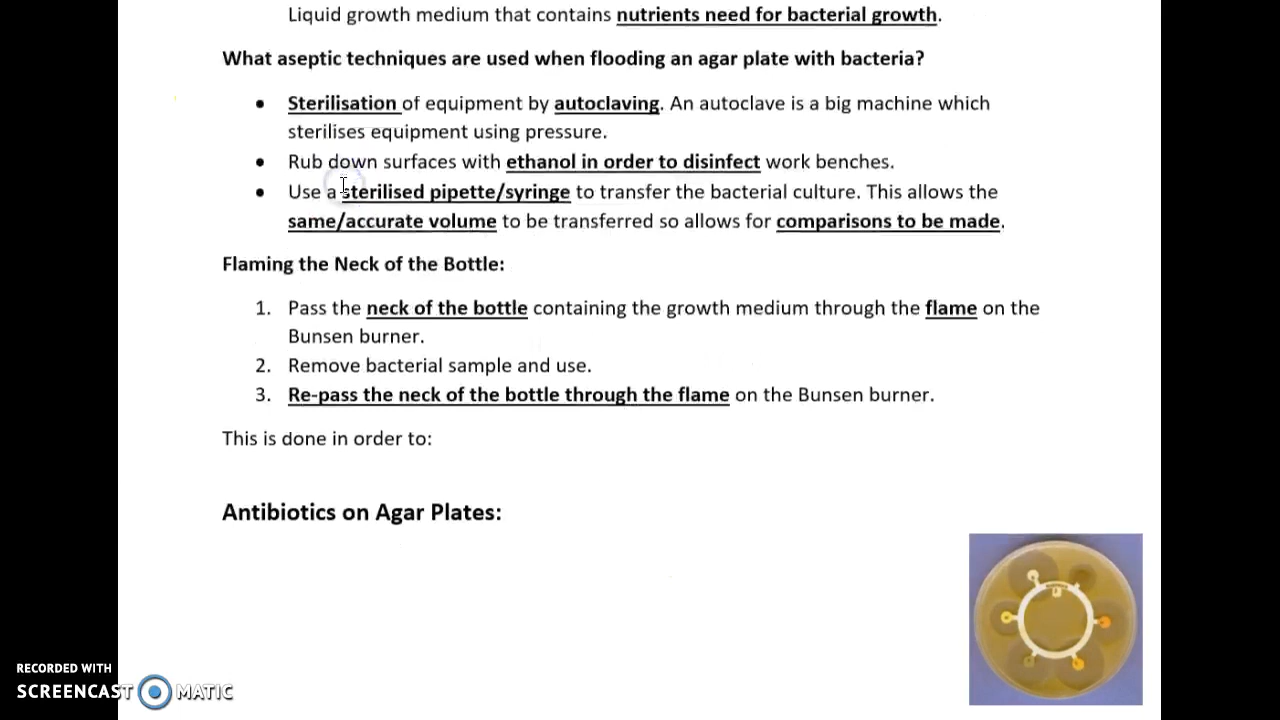 Liquid growth medium that contains nutrients need for bacterial growth.
What aseptic techniques are used when flooding an agar plate with bacteria?
• Sterilisation of equipment by autoclaving. An autoclave is a big machine which
sterilises equipment using pressure.
• Rub down surfaces with ethanol in order to disinfect work benches.
• Use a sterilised pipette/syringe to transfer the bacterial culture. This allows the
same/accurate volume to be transferred so allows for comparisons to be made.
Flaming the Neck of the Bottle:
1. Pass the neck of the bottle containing the growth medium through the flame on the
Bunsen burner.
2. Remove bacterial sample and use.
3. Re-pass the neck of the bottle through the flame on the Bunsen burner.
This is done in order to:
Antibiotics on Agar Plates:
RECORDED WITH
SCREENCAST MATIC